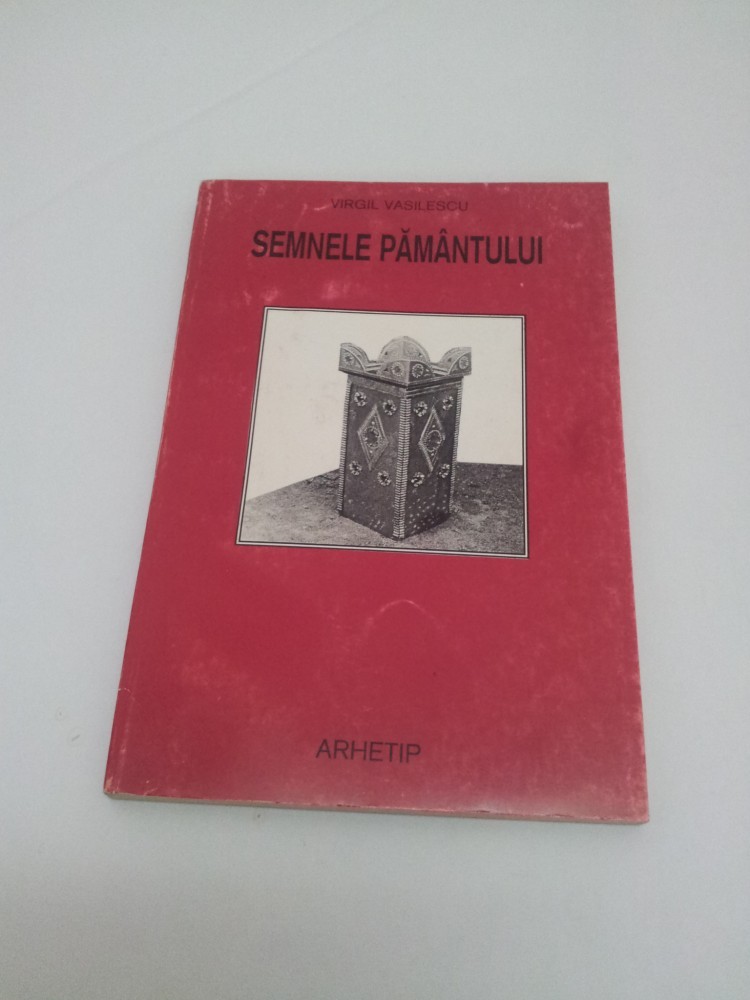 VIRGIL VASILESCU
SEMNELE PĂMÂNTULUI
ARHETIP